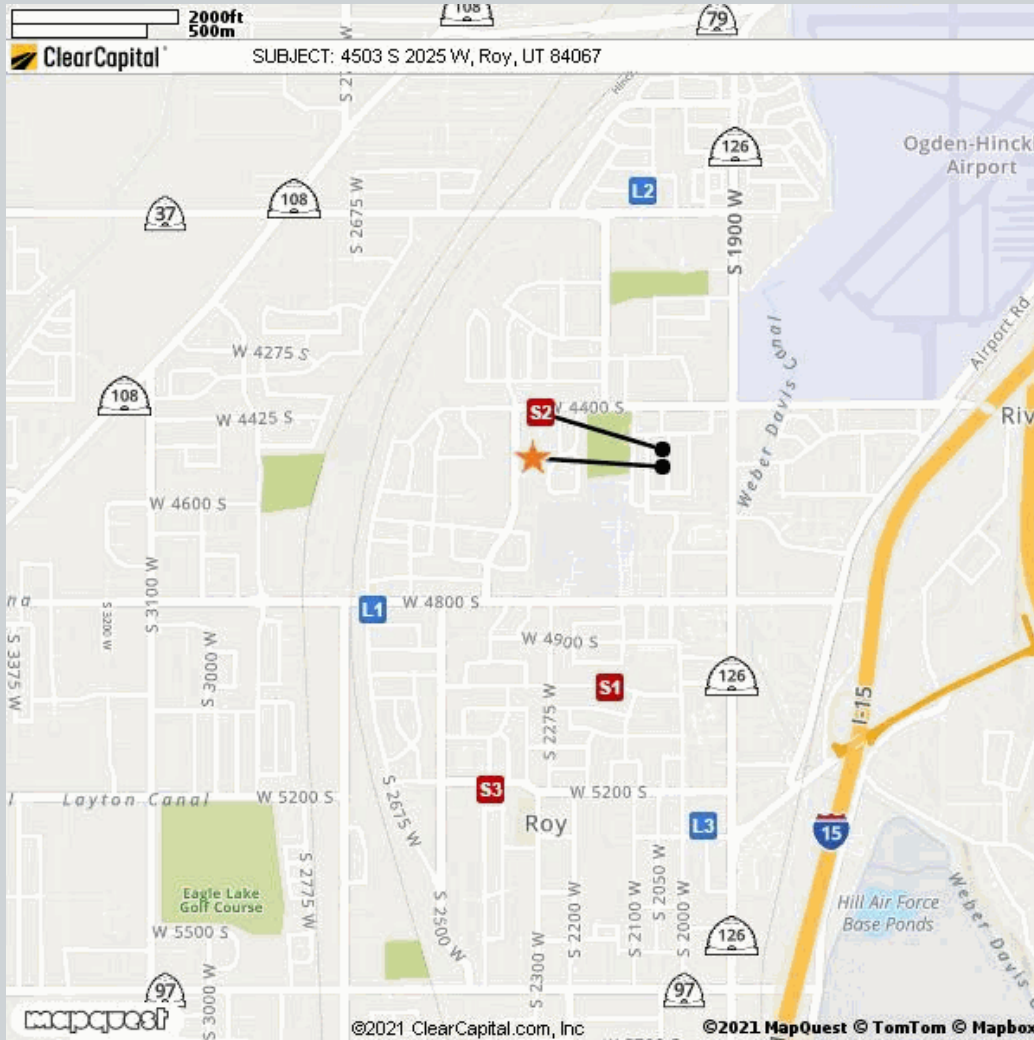 2000ft
500m
108
79
ClearCapital
SUBJECT: 4503 S 2025 W, Roy, UT 84067
126
Ogden-Hinckl
Airport
L2
37
108
S 2675 W
S 1900 W
Airport Rd
W 4275 S
Weber Davis Canal
108
W 4425 S
S2
W 4400 S
Riv
W 4600 S
S 3100 W
na
S 3200 W
L1
W 4800 S
S 3375 W
S 3000 W
W 4900 S
126
S1
S 2275 W
I-15
S 2675 W
S3
Layton Canal
W 5200 S
W 5200 S
Roy
L3
15
S 2775 W
Eagle Lake
Golf Course
S 2500 W
S 2050 W
S 2200 W
S 2100 W
S 2000 W
Hill Air Force
Base Ponds
Weber Davis C
W 5500 S
126
S 2300 W
97
97
S 3000 W
mapquest
©2021 ClearCapital.com, Inc
©2021 MapQuest © TomTom © Mapbox